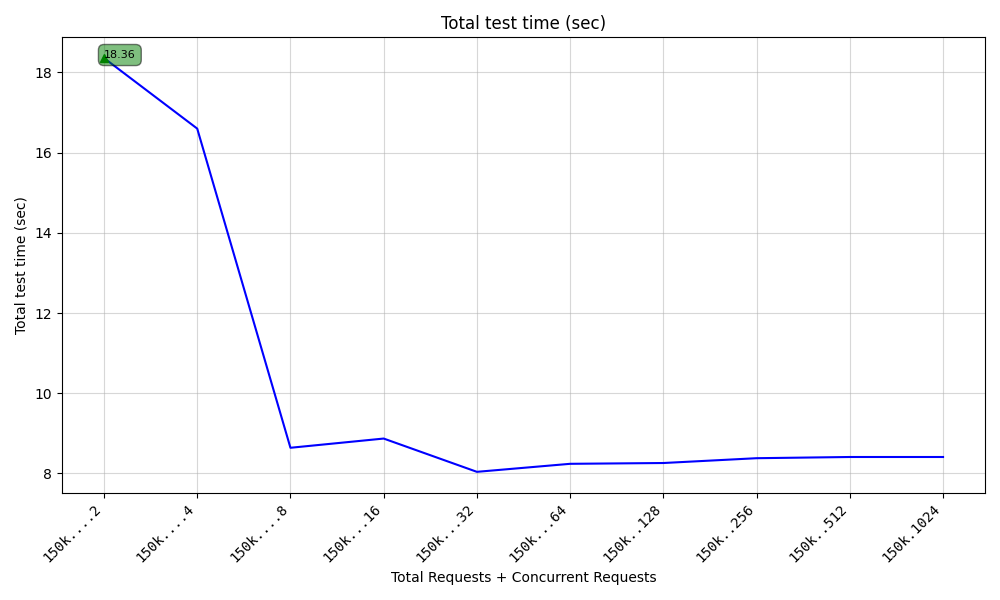 Total test time (sec)
18.36
Total test time (sec)
18
16
14
12
10
8
150k....2
150k....4
150k....8
150k...16
150k...32
150k...64
150k..128
150k..256
150k..512
150k.1024
Total Requests + Concurrent Requests